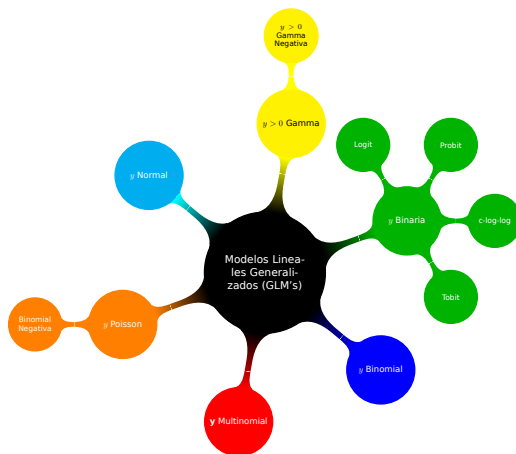 y > 0
Gamma
Negativa
y > 0 Gamma
Logit
Probit
y Normal
y Binaria
c-log-log
Modelos Linea-
les Generali-
zados (GLM's)
Tobit
Binomial
Negativa
y Poisson
y Binomial
y Multinomial